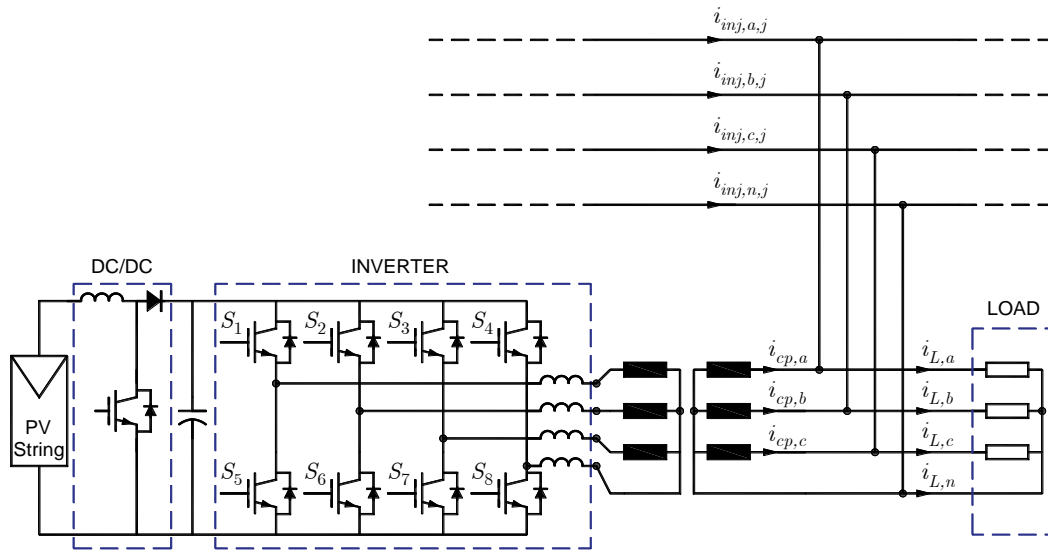 i_{inj,a,j}
i_{inj,b,j}
i_{inj,c,j}
i_{inj,n,j}
DC/DC
INVERTER
LOAD
S_1
S_2
S_3
S_4
i_{cp,a}
i_{L,a}
PV
String
i_{cp,b}
i_{L,b}
i_{cp,c}
i_{L,c}
S_5
S_6
S_7
S_8
i_{L,n}